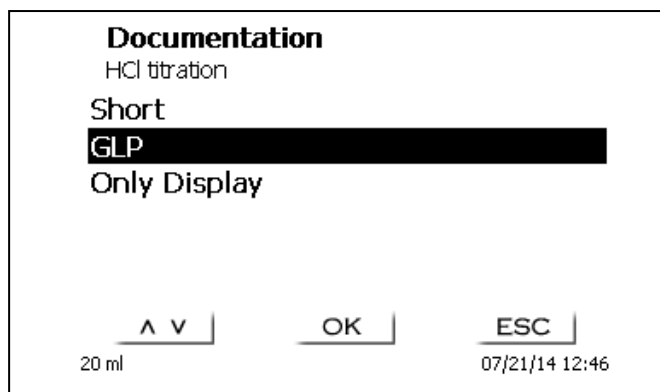 Documentation
HCl titration
Short
GLP
Only Display
∧ ∨ OK ESC
20 ml 07/21/14 12:46